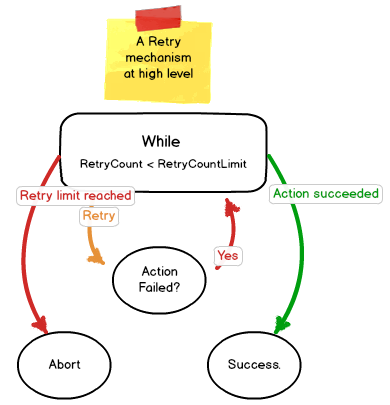 A Retry
mechanism
at high level
While
RetryCount < RetryCountLimit
Retry limit reached
Action succeeded
Retry
Yes
Action
Failed?
Abort
Success.